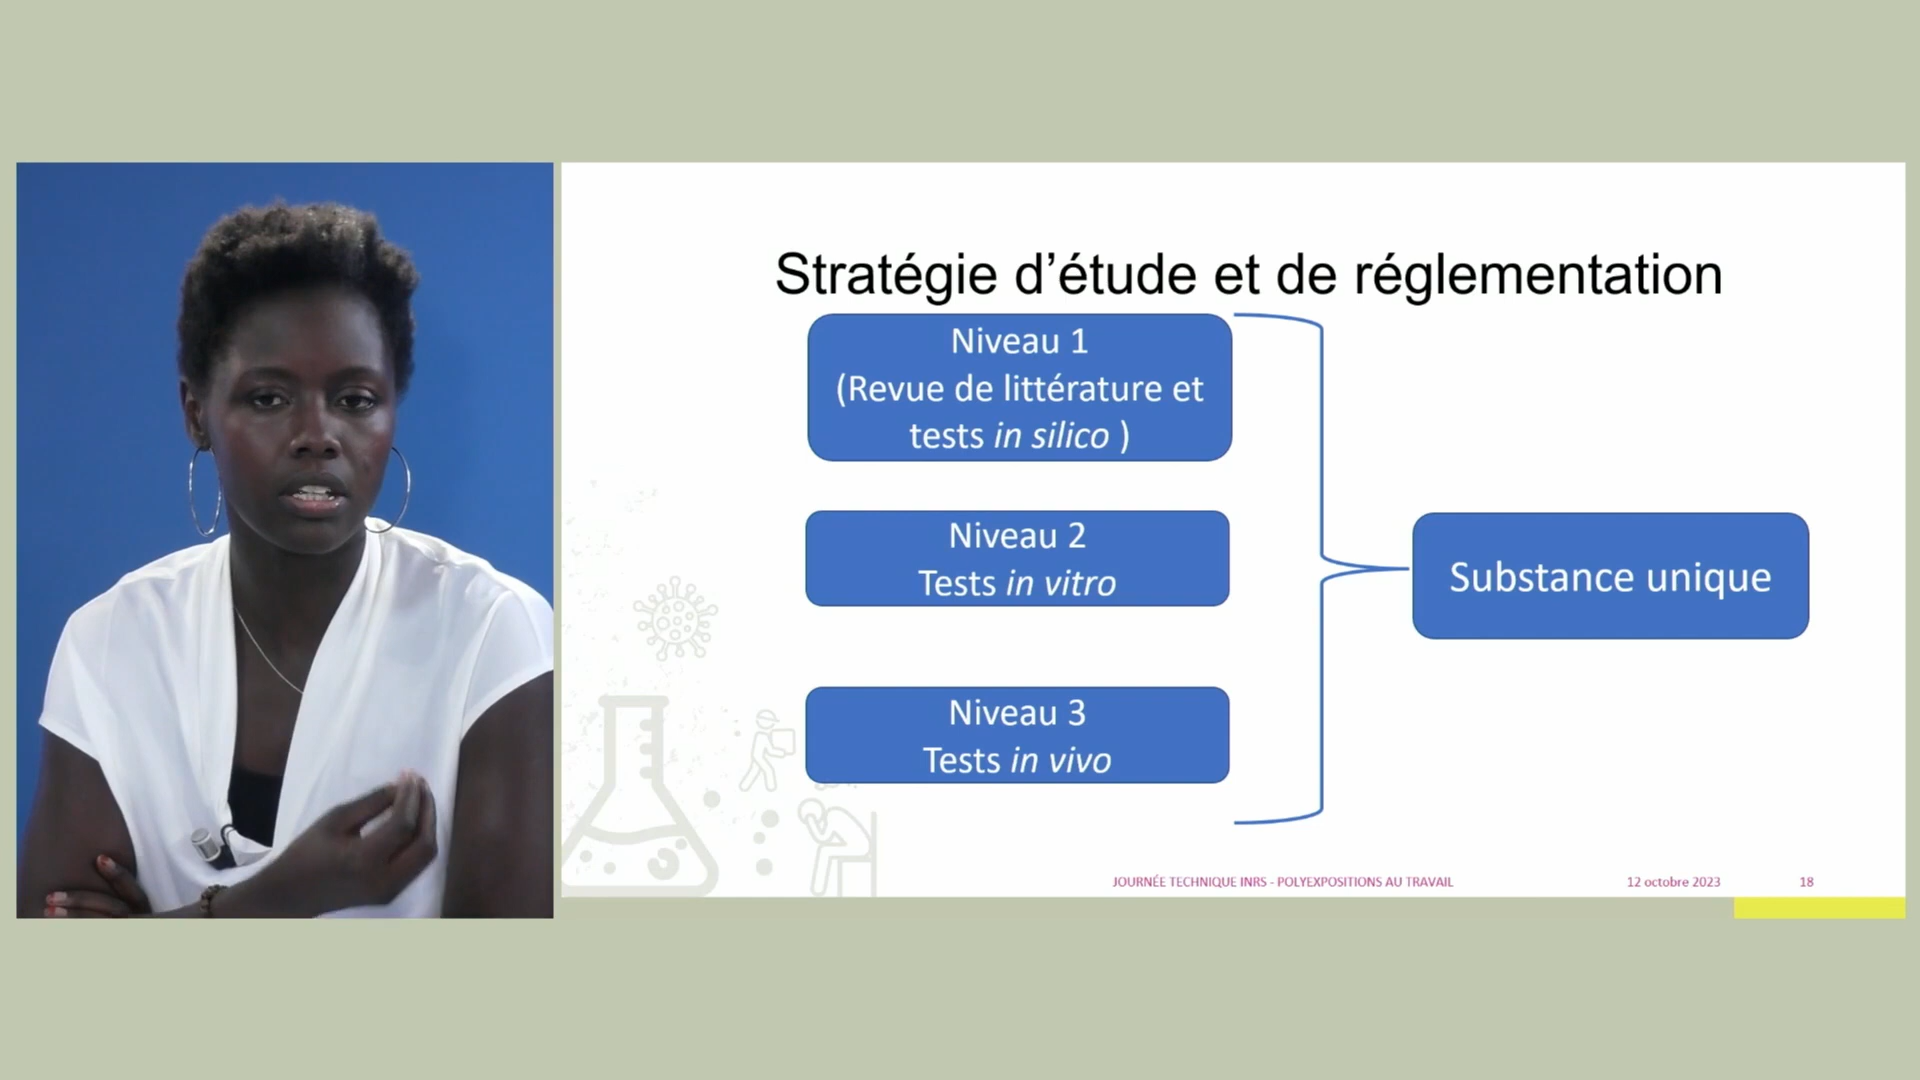 Stratégie d’étude et de réglementation
Niveau 1
(Revue de littérature et
tests in silico )
Niveau 2
Tests in vitro
Niveau 3
Tests in vivo
Substance unique
JOURNÉE TECHNIQUE INRS - POLYEXPOSITIONS AU TRAVAIL
12 octobre 2023
18